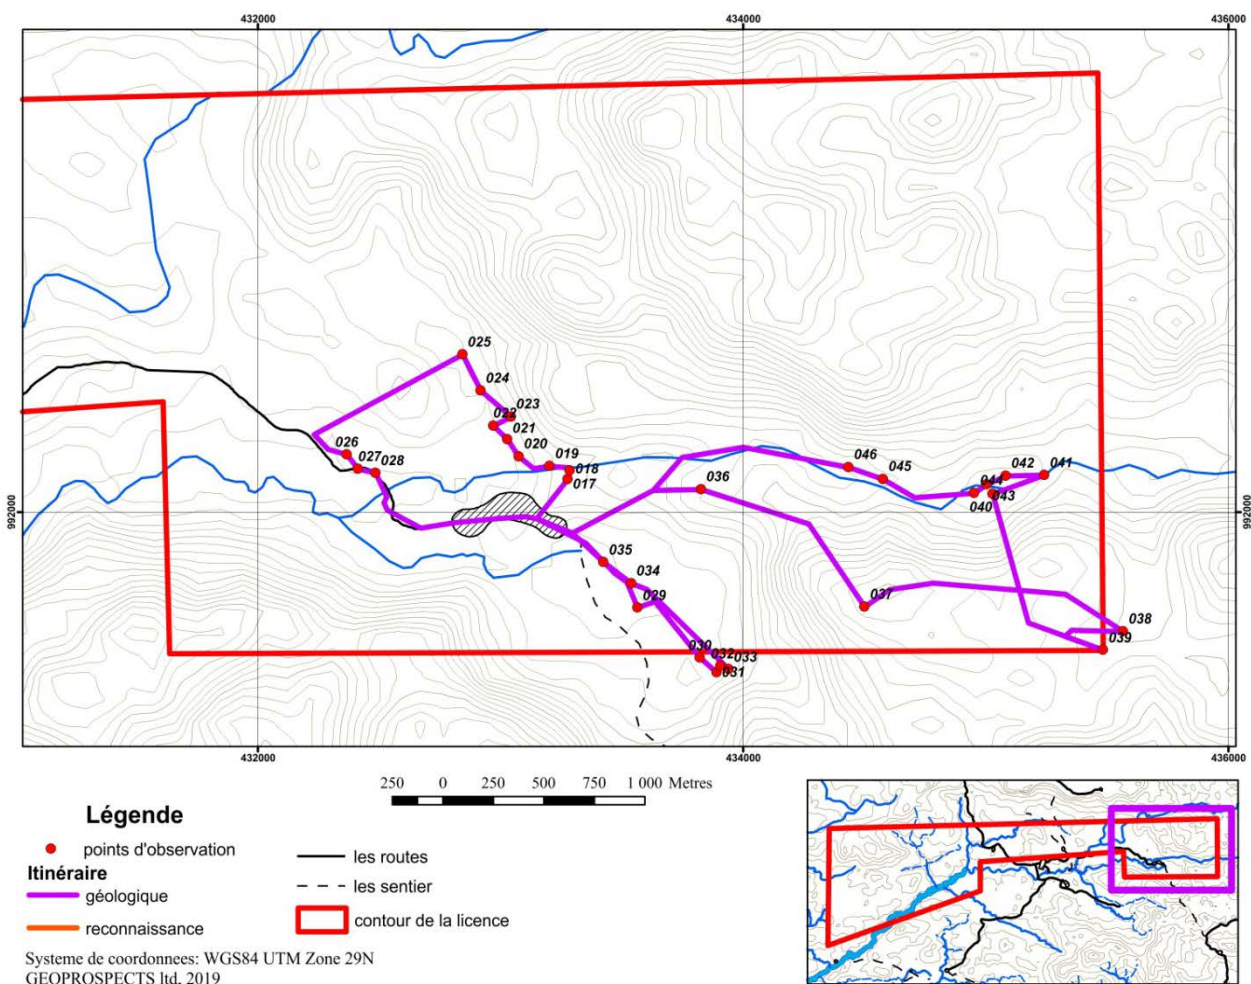 432000 434000 436000
025
024
023
022
021
020
019
018
017
026
027
028
046
045
036
042
041
044
043
040
992000 992000
035
034
029
037
038
039
030
032
033
031
432000 434000 436000
250 0 250 500 750 1 000 Metres
Légende
points d'observation
Itinéraire
géologique
reconnaissance
les routes
les sentier
contour de la licence
Systeme de coordonnees: WGS84 UTM Zone 29N
GEOPROSPECTS ltd, 2019